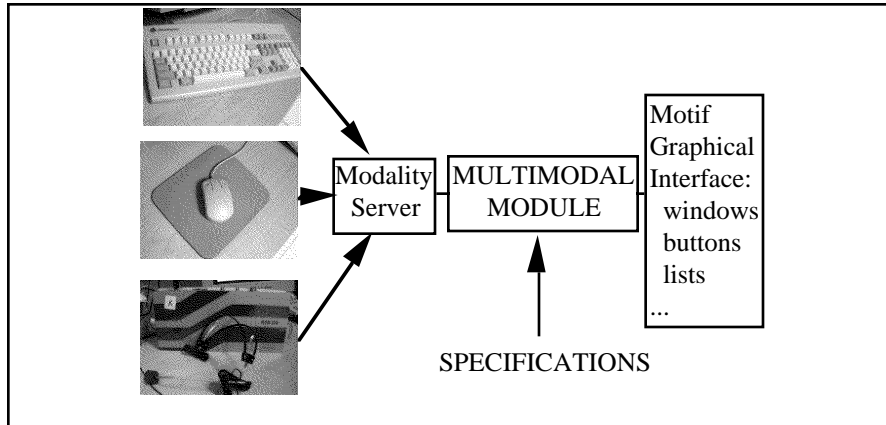 Modality
Server
MULTIMODAL
MODULE
Motif
Graphical
Interface:
windows
buttons
lists
...
SPECIFICATIONS